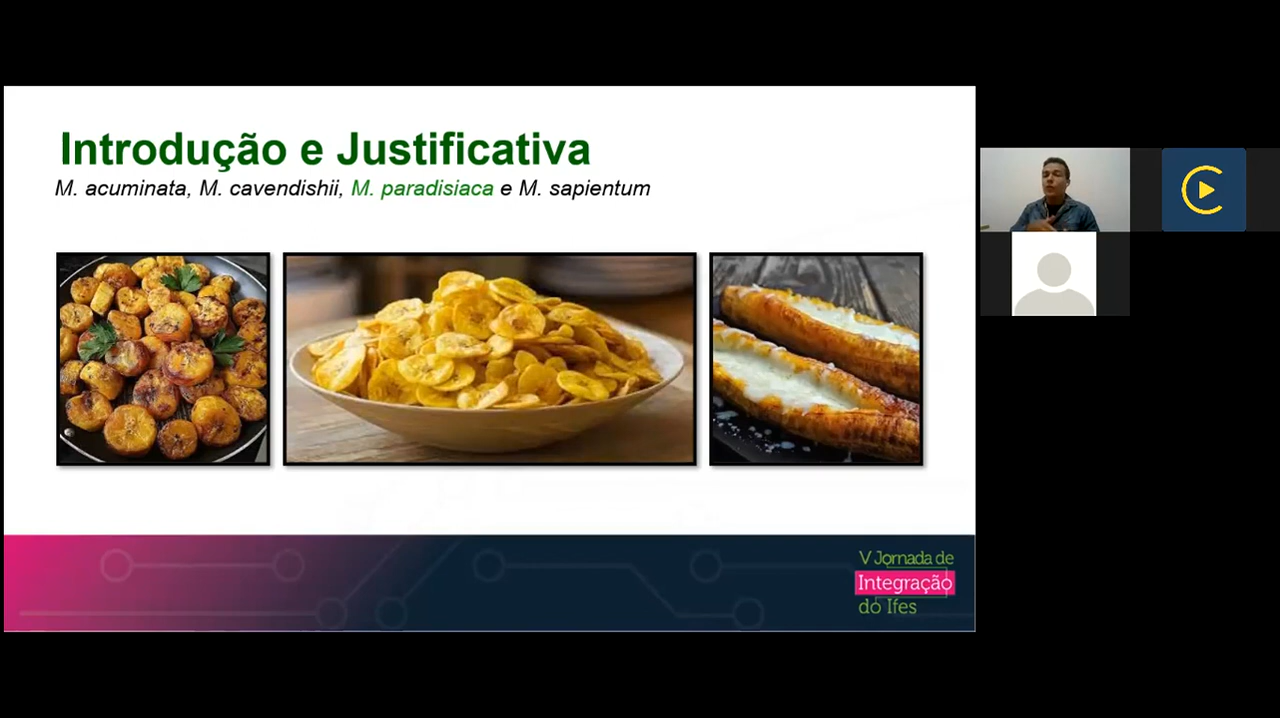 Introdução e Justificativa
M. acuminata, M. cavendishii, M. paradisiaca e M. sapientum
V Jornada de
Integração
do Ifes